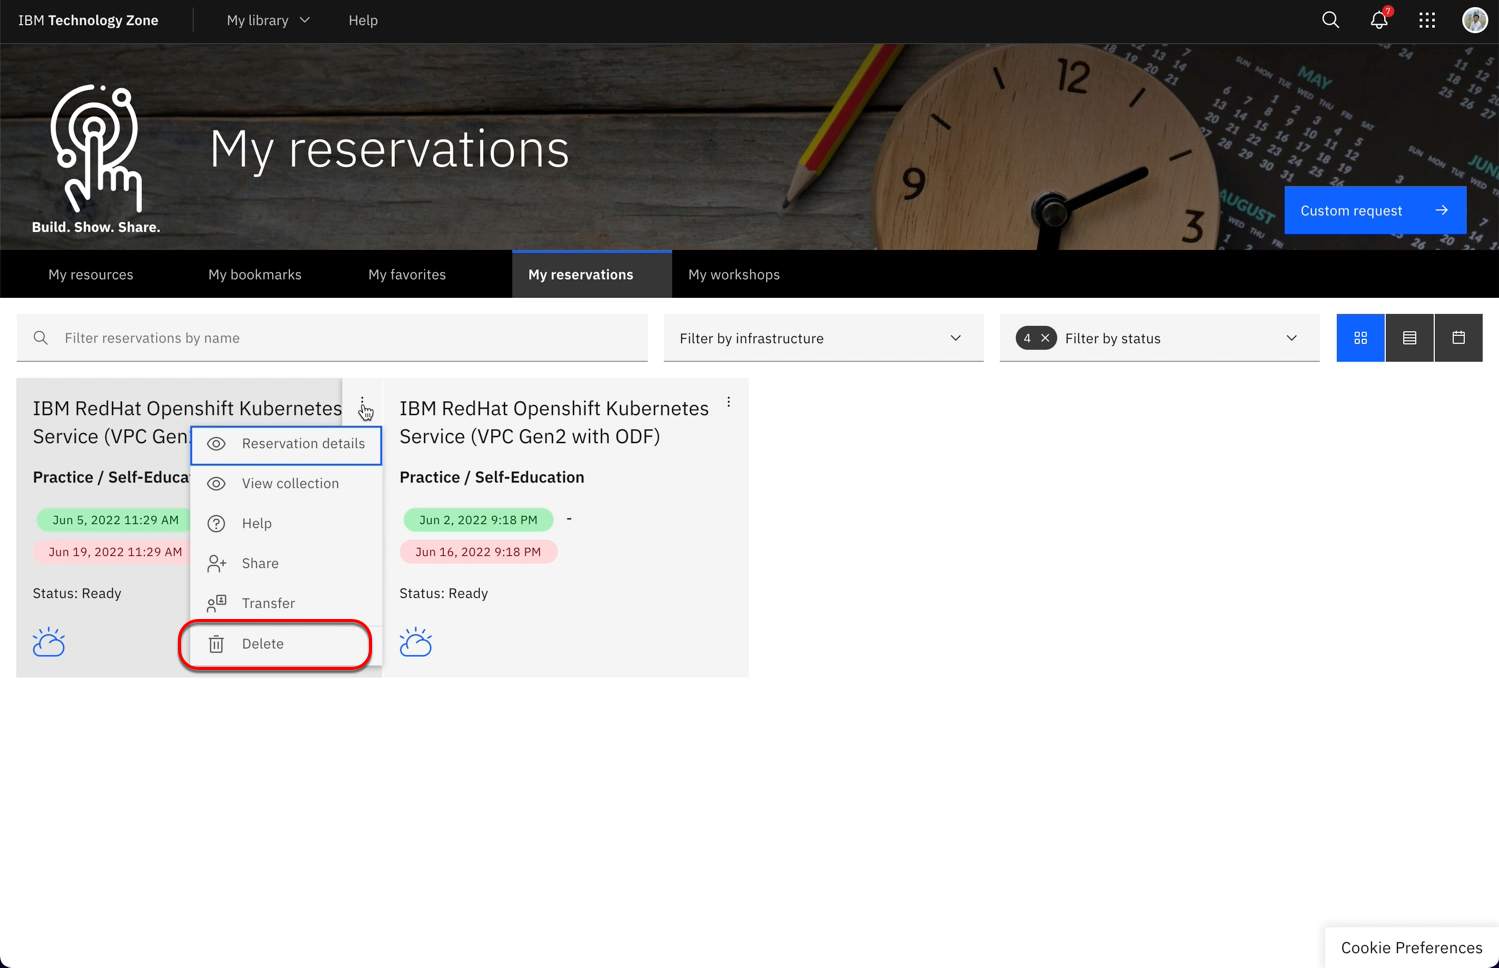 IBM Technology Zone
My library
Help
7
My reservations
Build. Show. Share.
12
9
3
MAY
AUGUST
Custom request
My resources
My bookmarks
My favorites
My reservations
My workshops
Filter reservations by name
Filter by infrastructure
4
Filter by status
IBM RedHat Openshift Kubernetes
Service (VPC Gen
Practice / Self-Educa
Jun 5, 2022 11:29 AM
Jun 19, 2022 11:29 AM
Status: Ready
Reservation details
View collection
Help
Share
Transfer
Delete
IBM RedHat Openshift Kubernetes
Service (VPC Gen2 with ODF)
Practice / Self-Education
Jun 2, 2022 9:18 PM -
Jun 16, 2022 9:18 PM
Status: Ready
Cookie Preferences